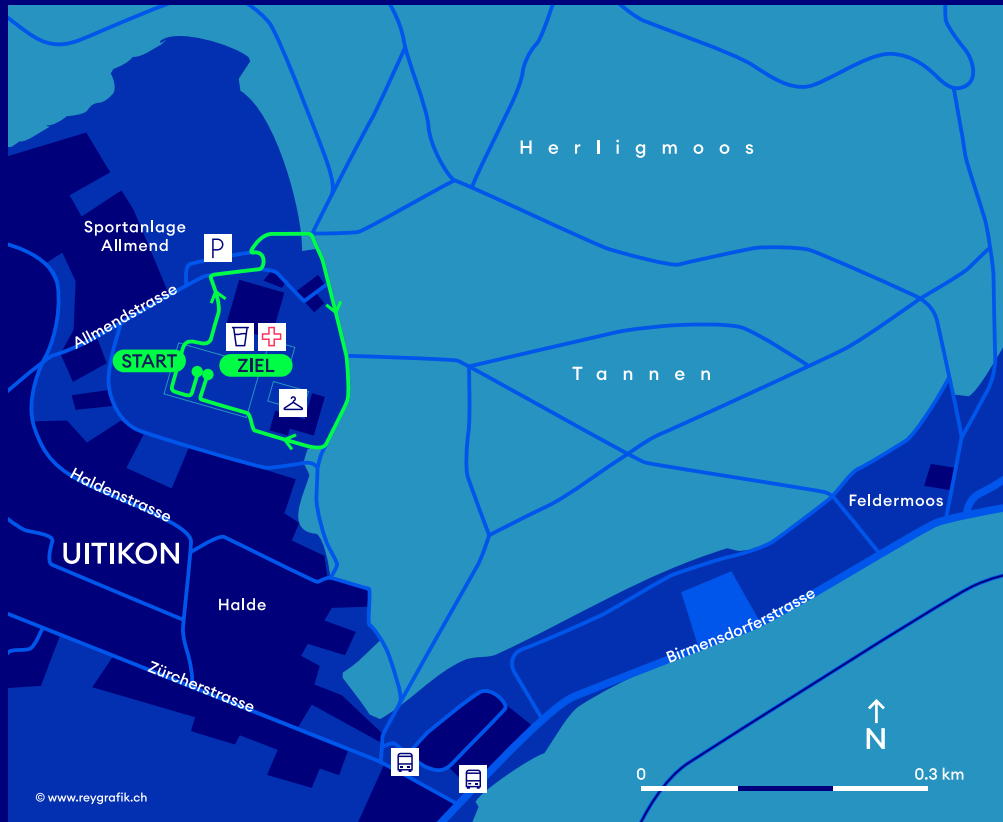 Herligmoos
Sportanlage
Allmend
P
Allmendstrasse
START
ZIEL
Tannen
Haldenstrasse
Feldermoos
UITIKON
Halde
Birmensdorferstrasse
Zürcherstrasse
N
0
0.3 km
© www.reygrafik.ch